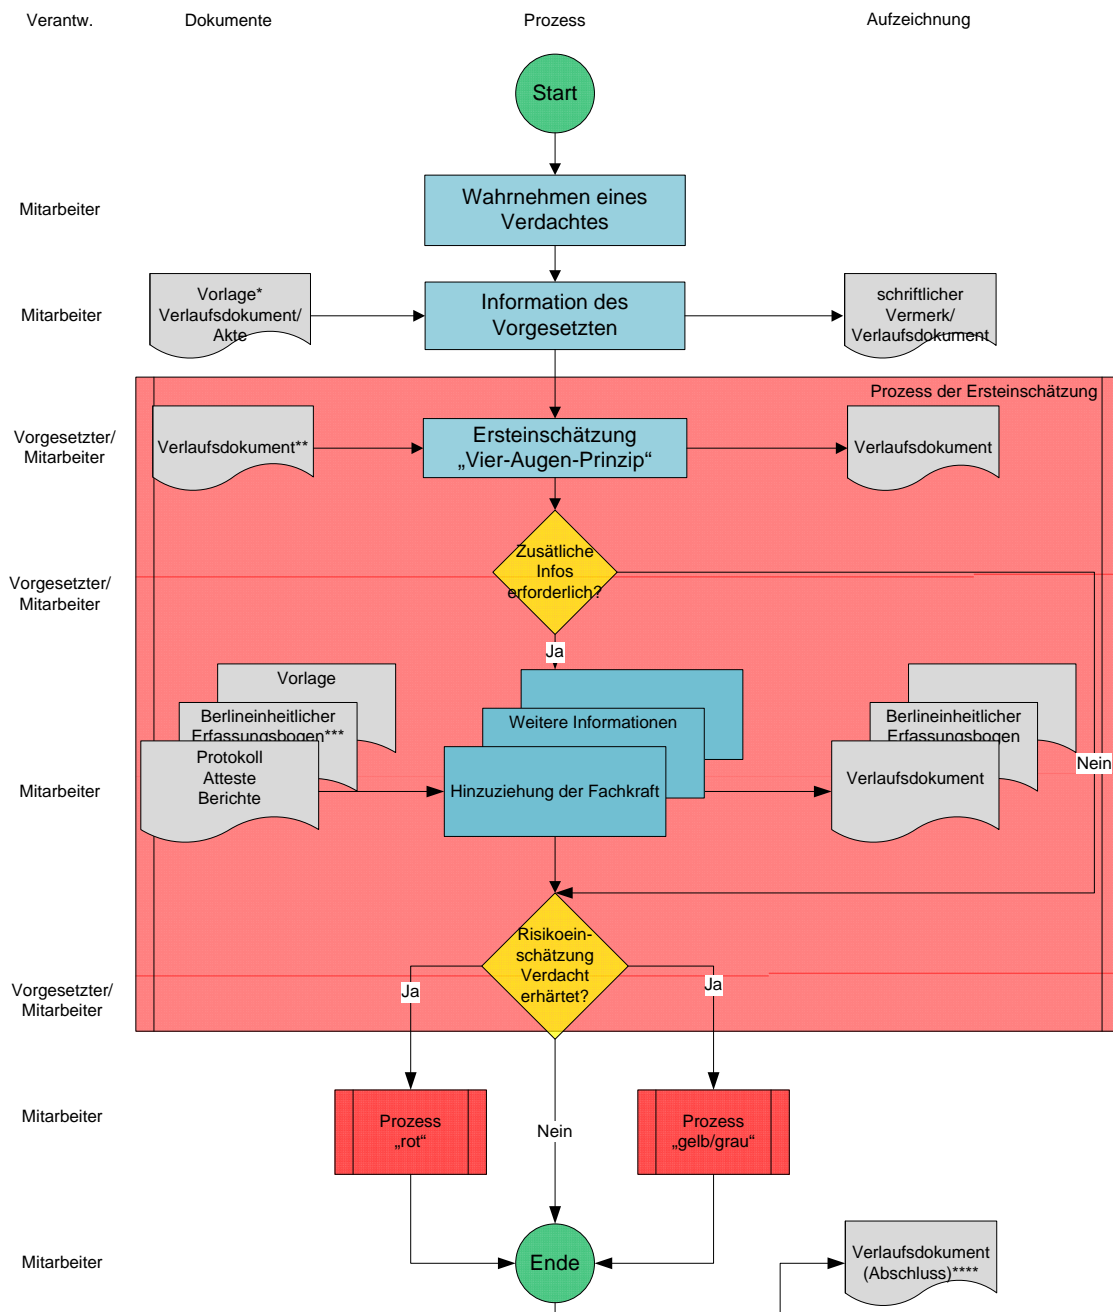 Verantw.
Dokumente
Prozess
Aufzeichnung
Start
Mitarbeiter
Wahrnehmen eines
Verdachtes
Mitarbeiter
Vorlage*
Verlaufsdokument/
Akte
Information des
Vorgesetzten
schriftlicher
Vermerk/
Verlaufsdokument
Prozess der Ersteinschätzung
Vorgesetzter/
Mitarbeiter
Verlaufsdokument**
Ersteinschätzung
„Vier-Augen-Prinzip“
Verlaufsdokument
Vorgesetzter/
Mitarbeiter
Zusätliche
Infos
erforderlich?
Ja
Nein
Mitarbeiter
Vorlage
Berlineinheitlicher
Erfassungsbogen***
Protokoll
Atteste
Berichte
Weitere Informationen
Hinzuziehung der Fachkraft
Berlineinheitlicher
Erfassungsbogen
Verlaufsdokument
Vorgesetzter/
Mitarbeiter
Risikoein-
schätzung
Verdacht
erhärtet?
Ja
Ja
Mitarbeiter
Prozess
„rot“
Nein
Prozess
„gelb/grau“
Mitarbeiter
Ende
Verlaufsdokument
(Abschluss)****